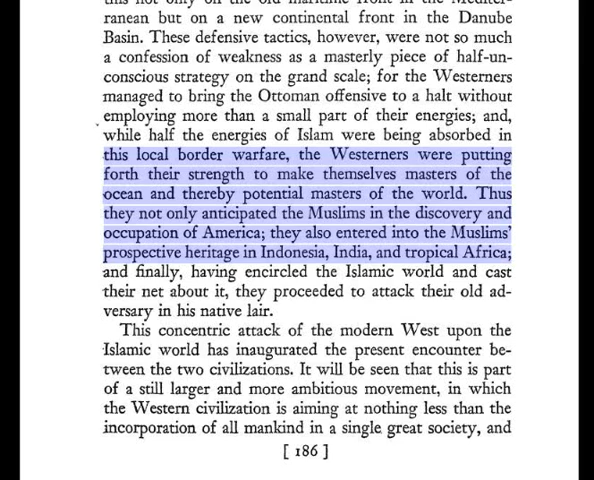 this not only on the old maritime front in the Mediter-
ranean but on a new continental front in the Danube
Basin. These defensive tactics, however, were not so much
a confession of weakness as a masterly piece of half-un-
conscious strategy on the grand scale; for the Westerners
managed to bring the Ottoman offensive to a halt without
employing more than a small part of their energies; and,
while half the energies of Islam were being absorbed in
this local border warfare, the Westerners were putting
forth their strength to make themselves masters of the
ocean and thereby potential masters of the world. Thus
they not only anticipated the Muslims in the discovery and
occupation of America; they also entered into the Muslims'
prospective heritage in Indonesia, India, and tropical Africa;
and finally, having encircled the Islamic world and cast
their net about it, they proceeded to attack their old ad-
versary in his native lair.
This concentric attack of the modern West upon the
Islamic world has inaugurated the present encounter be-
tween the two civilizations. It will be seen that this is part
of a still larger and more ambitious movement, in which
the Western civilization is aiming at nothing less than the
incorporation of all mankind in a single great society, and
[ 186 ]